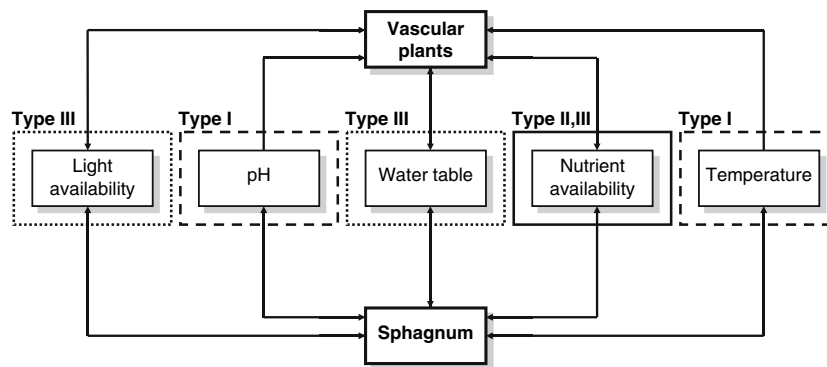 Vascular
plants
Type III
Type I
Type III
Type II,III
Type I
Light
availability
pH
Water table
Nutrient
availability
Temperature
Sphagnum